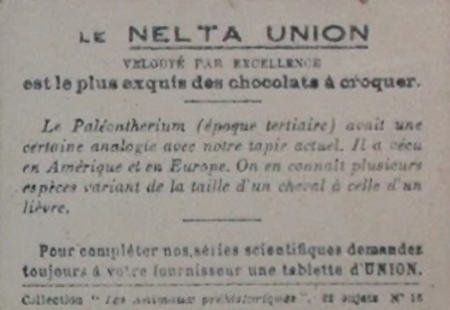 LE NELTA UNION
VELOUTÉ PAR EXCELLENCE
est le plus exquis des chocolats à croquer.
Le Paléontherium (époque tertiaire) avait une
certaine analogie avec notre tapir actuel. Il a vécu
en Amérique et en Europe. On en connaît plusieurs
espèces variant de la taille d'un cheval à celle d'un
lièvre.
Pour compléter nos séries scientifiques demandez
toujours à votre fournisseur une tablette d'UNION.
Collection "Les animaux préhistoriques", sujets N° 16